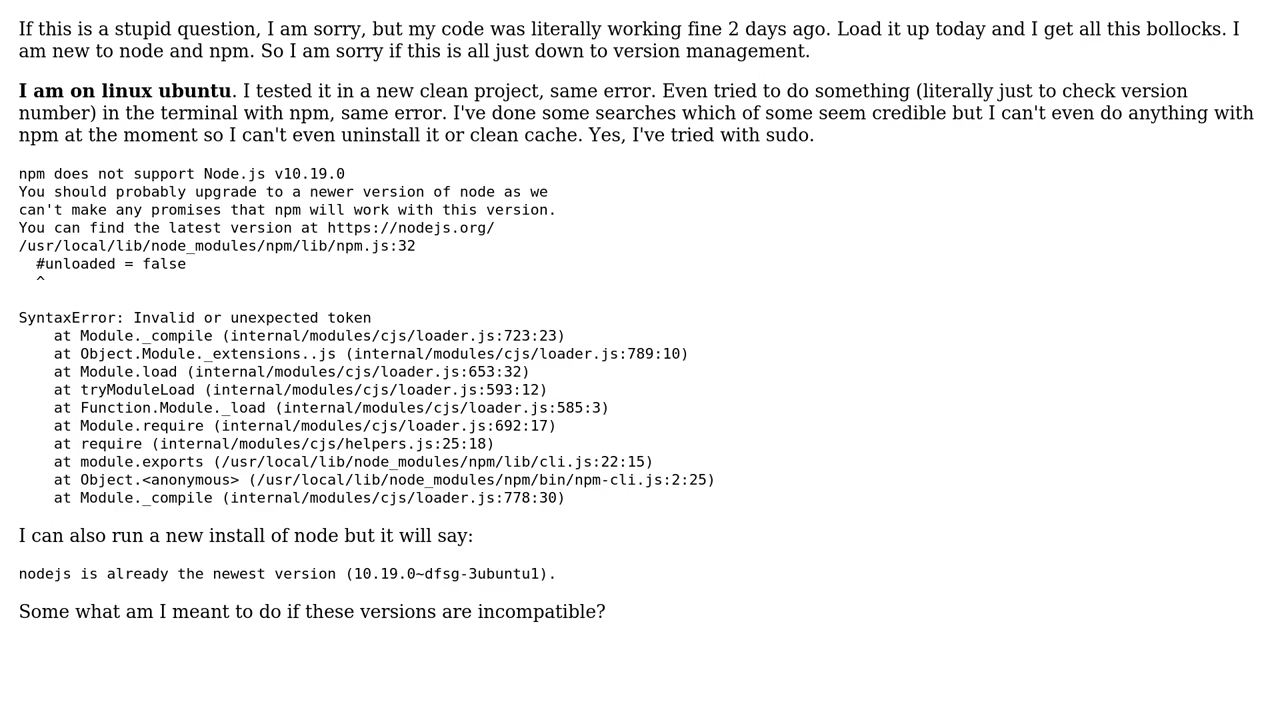 If this is a stupid question, I am sorry, but my code was literally working fine 2 days ago. Load it up today and I get all this bollocks. I
am new to node and npm. So I am sorry if this is all just down to version management.
I am on linux ubuntu. I tested it in a new clean project, same error. Even tried to do something (literally just to check version
number) in the terminal with npm, same error. I've done some searches which of some seem credible but I can't even do anything with
npm at the moment so I can't even uninstall it or clean cache. Yes, I've tried with sudo.
npm does not support Node.js v10.19.0
You should probably upgrade to a newer version of node as we
can't make any promises that npm will work with this version.
You can find the latest version at https://nodejs.org/
/usr/local/lib/node_modules/npm/lib/npm.js:32
  #unloaded = false
  ^
SyntaxError: Invalid or unexpected token
    at Module._compile (internal/modules/cjs/loader.js:723:23)
    at Object.Module._extensions..js (internal/modules/cjs/loader.js:789:10)
    at Module.load (internal/modules/cjs/loader.js:653:32)
    at tryModuleLoad (internal/modules/cjs/loader.js:593:12)
    at Function.Module._load (internal/modules/cjs/loader.js:585:3)
    at Module.require (internal/modules/cjs/loader.js:692:17)
    at require (internal/modules/cjs/helpers.js:25:18)
    at module.exports (/usr/local/lib/node_modules/npm/lib/cli.js:22:15)
    at Object.<anonymous> (/usr/local/lib/node_modules/npm/bin/npm-cli.js:2:25)
    at Module._compile (internal/modules/cjs/loader.js:778:30)
I can also run a new install of node but it will say:
nodejs is already the newest version (10.19.0~dfsg-3ubuntu1).
Some what am I meant to do if these versions are incompatible?